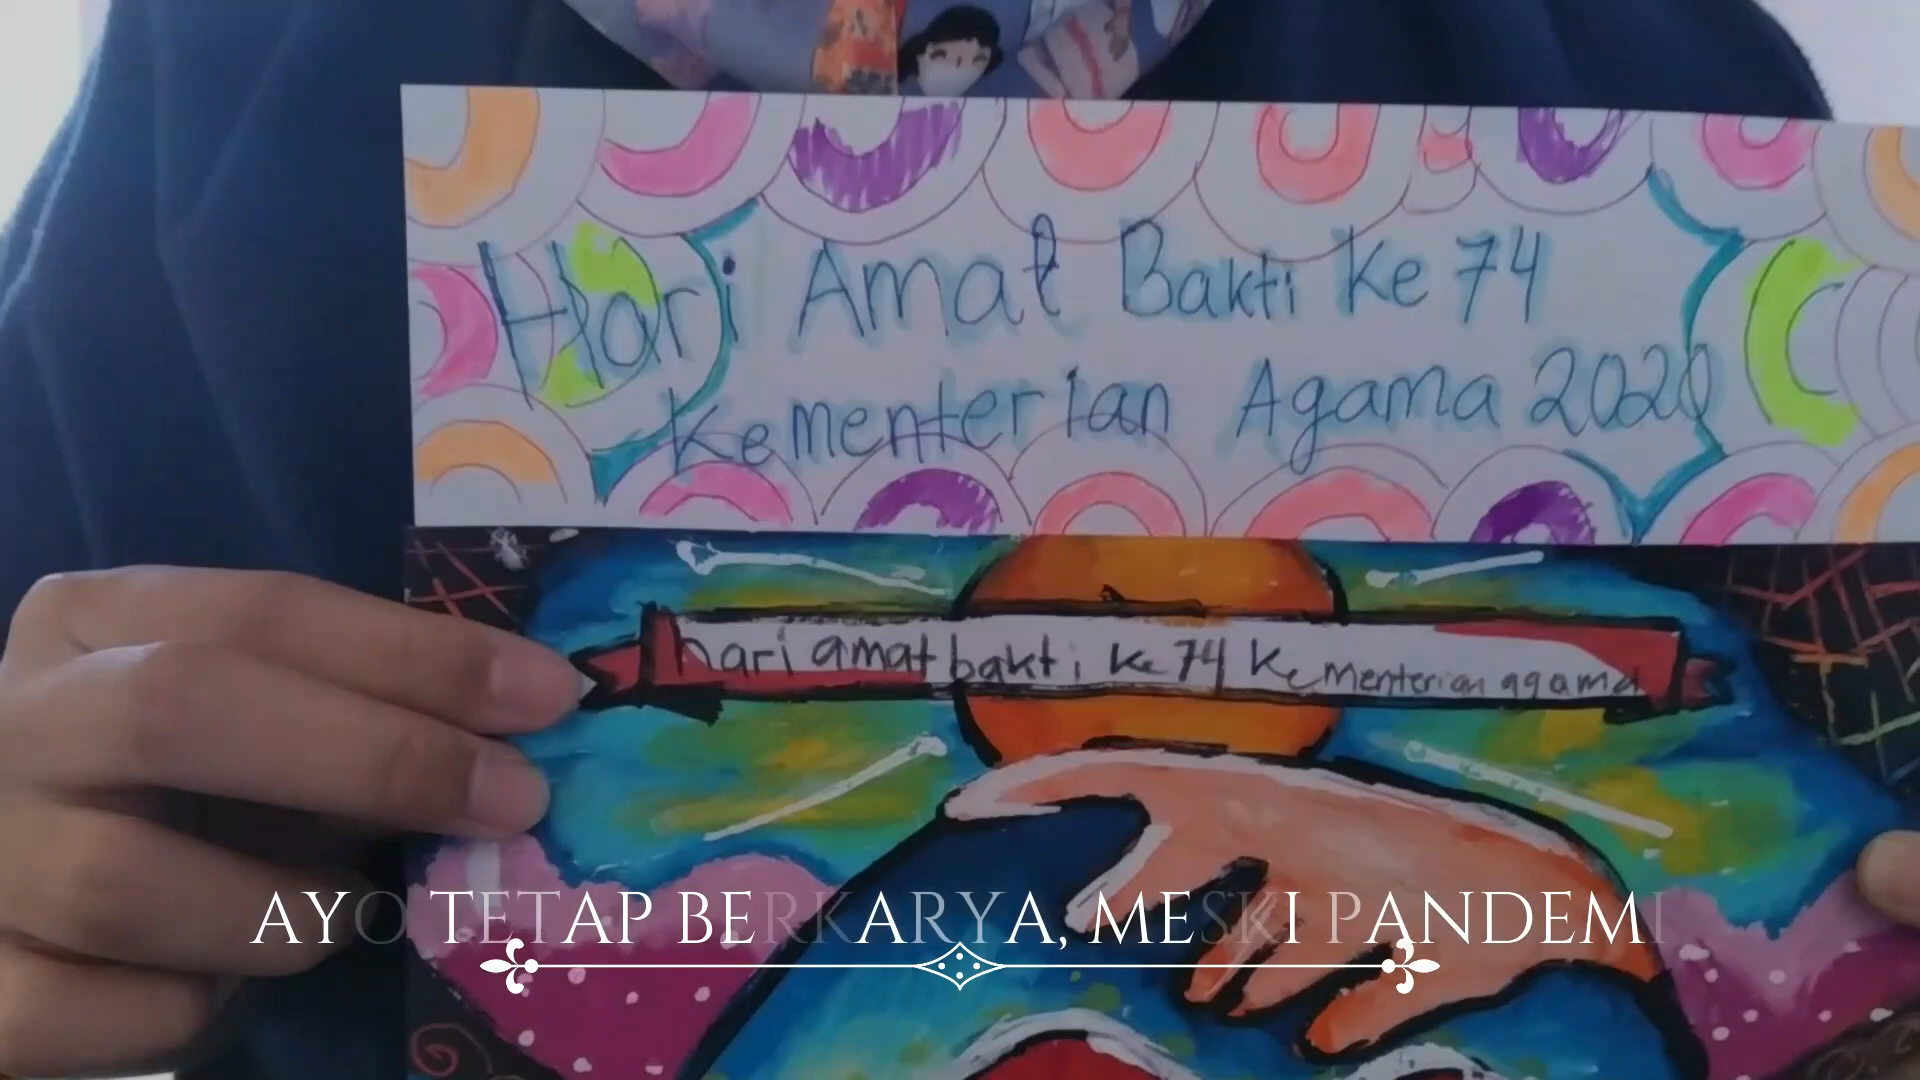 Hari Amat Bakti Ke 74
Kementerian Agama 2020
hari amat bakti ke 74 kementerian agama
AYO TETAP BERKARYA, MESKI PANDEMI